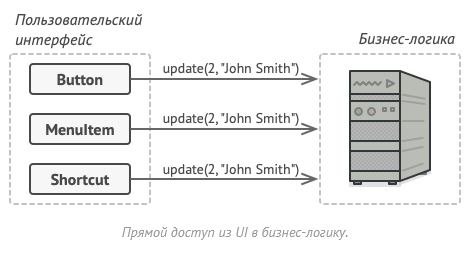 Пользовательский
интерфейс
Бизнес-логика
Button
update(2, "John Smith")
MenuItem
update(2, "John Smith")
Shortcut
update(2, "John Smith")
Прямой доступ из UI в бизнес-логику.